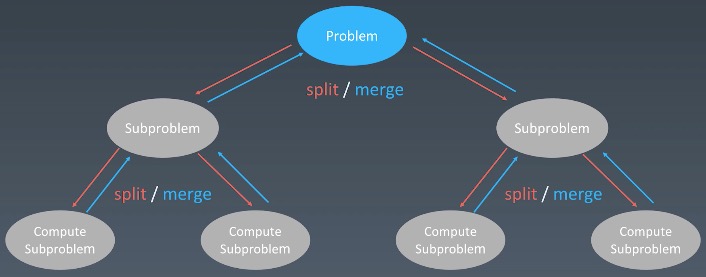 Problem
split / merge
Subproblem
Subproblem
split / merge
split / merge
Compute
Subproblem
Compute
Subproblem
Compute
Subproblem
Compute
Subproblem